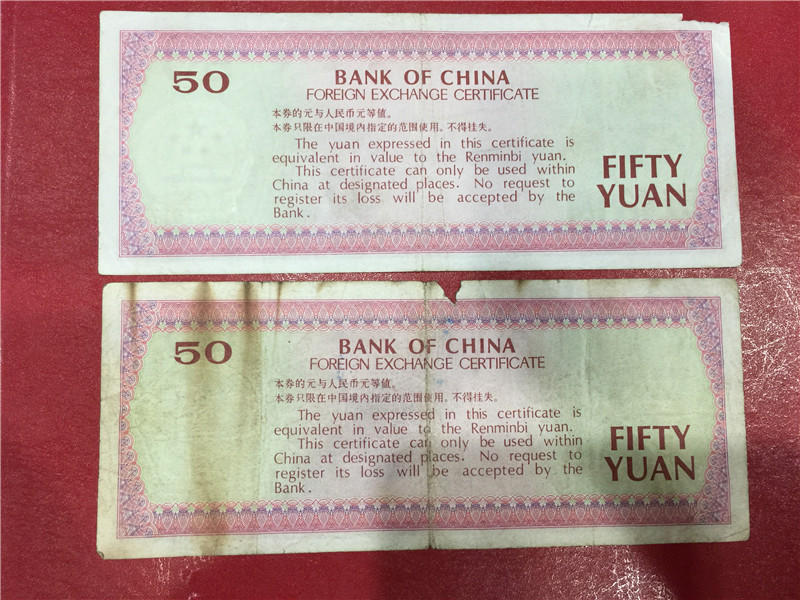 50
BANK OF CHINA
FOREIGN EXCHANGE CERTIFICATE
本券的元与人民币元等值。
本券只限在中国境内指定的范围使用。不得挂失。
The yuan expressed in this certificate is
equivalent in value to the Renminbi yuan.
This certificate can only be used within
China at designated places. No request to
register its loss will be accepted by the
Bank.
FIFTY
YUAN
50
BANK OF CHINA
FOREIGN EXCHANGE CERTIFICATE
本券的元与人民币元等值。
本券只限在中国境内指定的范围使用。不得挂失。
The yuan expressed in this certificate is
equivalent in value to the Renminbi yuan.
This certificate can only be used within
China at designated places. No request to
register its loss will be accepted by the
Bank.
FIFTY
YUAN